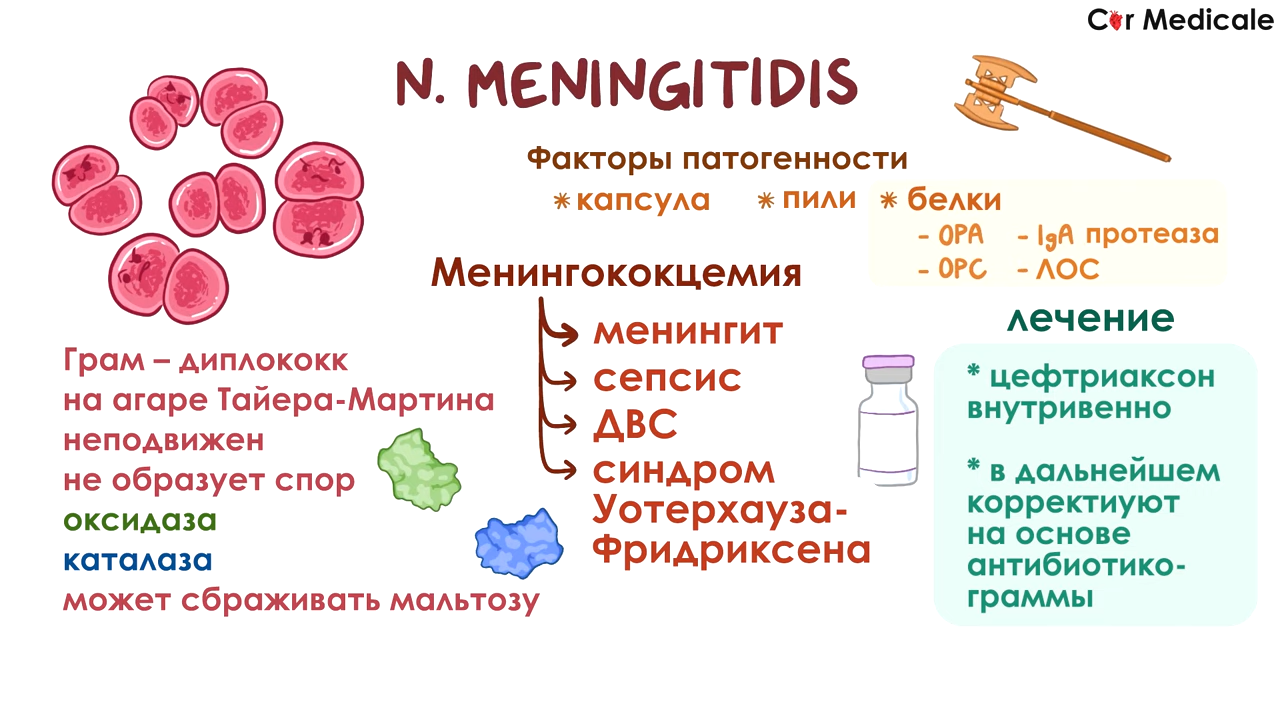 Cor Medicale
N. MENINGITIDIS
Факторы патогенности
* капсула * пили * белки
- OPA - IgA протеаза
- OPC - ЛОС
Менингококцемия
менингит
сепсис
ДВС
синдром
Уотерхауза-
Фридриксена
Грам – диплококк
на агаре Тайера-Мартина
неподвижен
не образует спор
оксидаза
каталаза
может сбраживать мальтозу
лечение
* цефтриаксон
внутривенно
* в дальнейшем
корректиуют
на основе
антибиотико-
граммы